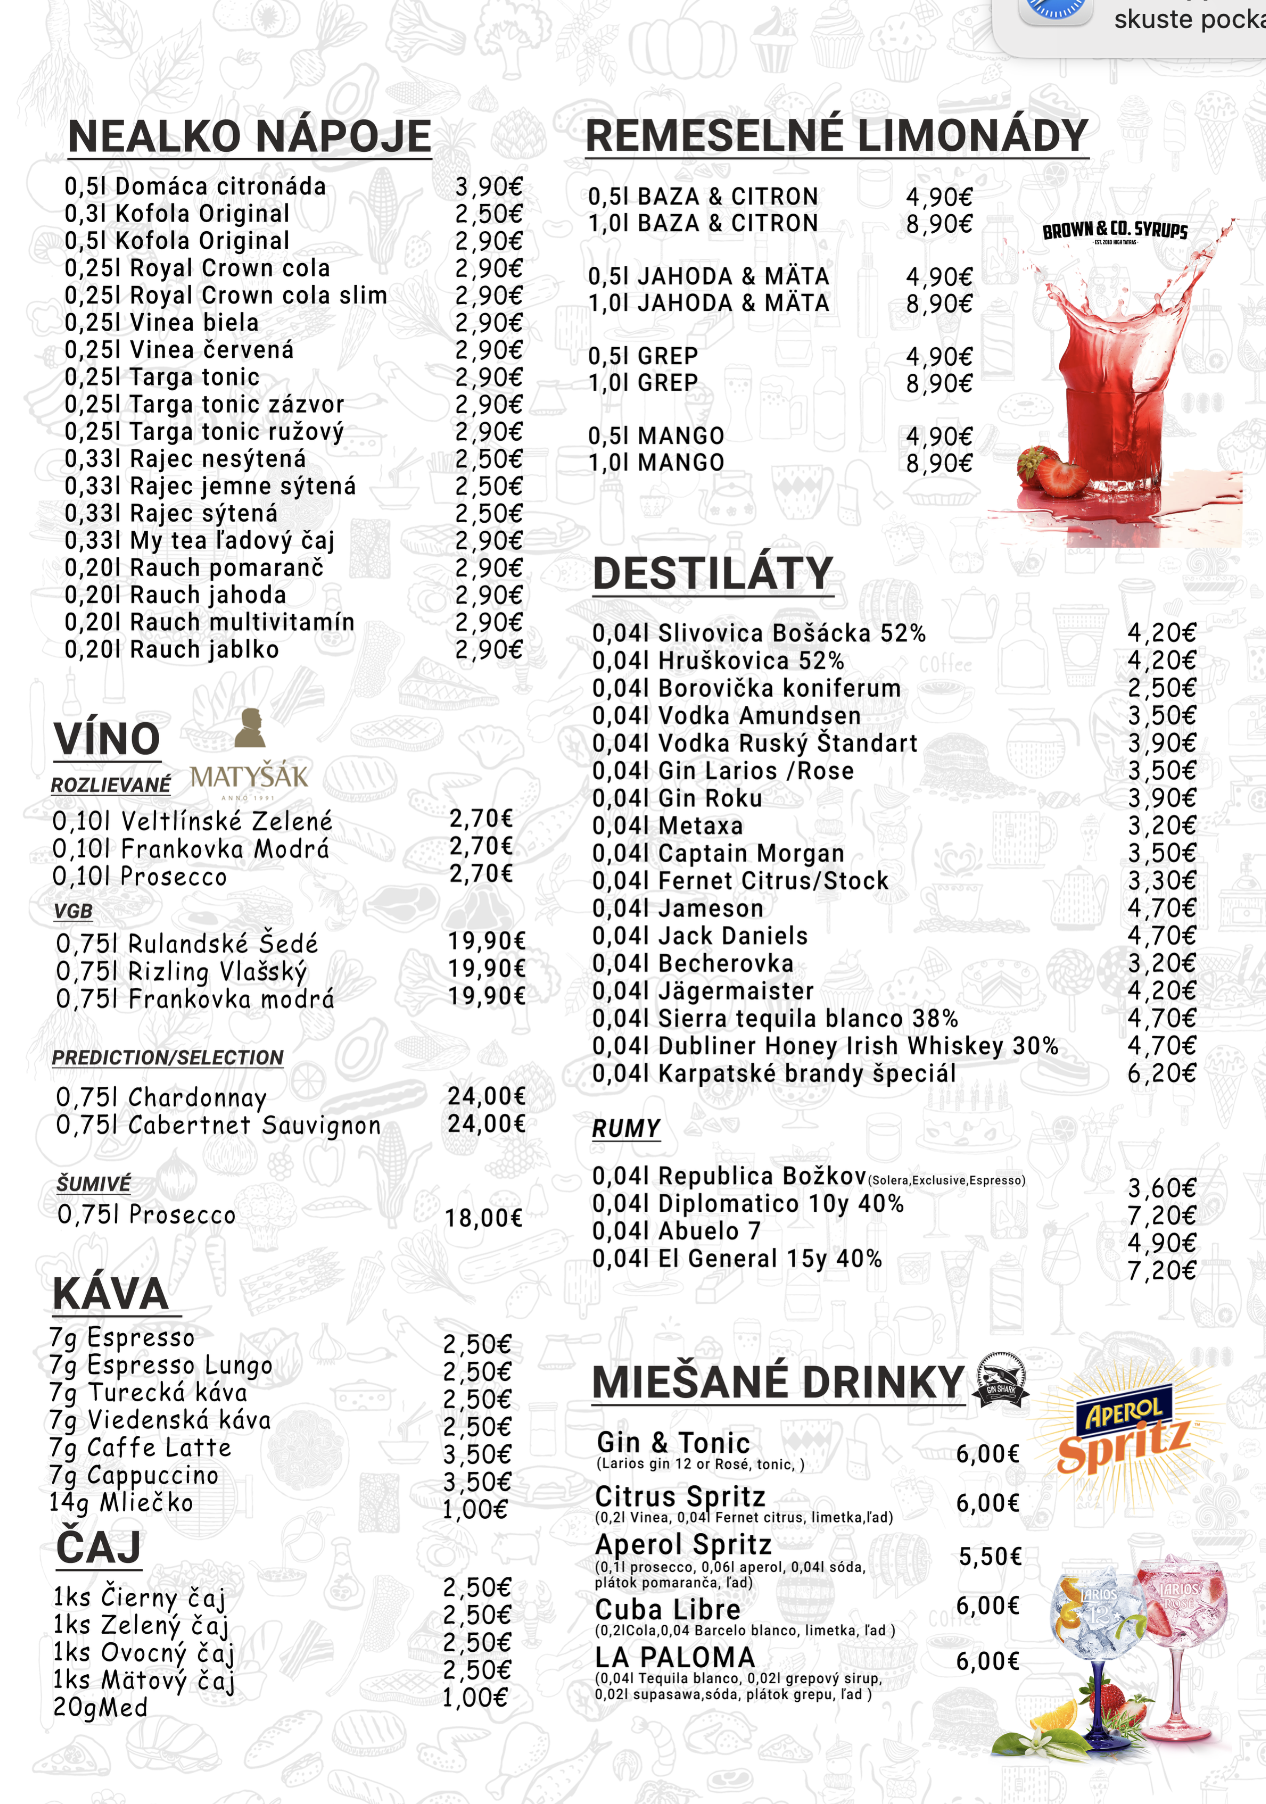 skuste pocka
NEALKO NÁPOJE
0,5l Domáca citronáda 3,90€
0,3l Kofola Original 2,50€
0,5l Kofola Original 2,90€
0,25l Royal Crown cola 2,90€
0,25l Royal Crown cola slim 2,90€
0,25l Vinea biela 2,90€
0,25l Vinea červená 2,90€
0,25l Targa tonic 2,90€
0,25l Targa tonic zázvor 2,90€
0,25l Targa tonic ružový 2,90€
0,33l Rajec nesýtená 2,50€
0,33l Rajec jemne sýtená 2,50€
0,33l Rajec sýtená 2,50€
0,33l My tea ľadový čaj 2,90€
0,20l Rauch pomaranč 2,90€
0,20l Rauch jahoda 2,90€
0,20l Rauch multivitamín 2,90€
0,20l Rauch jablko 2,90€
VÍNO
MATYŠÁK
ANNO 1991
ROZLIEVANÉ
0,10l Veltlínské Zelené 2,70€
0,10l Frankovka Modrá 2,70€
0,10l Prosecco 2,70€
VGB
0,75l Rulandské Šedé 19,90€
0,75l Rizling Vlašský 19,90€
0,75l Frankovka modrá 19,90€
PREDICTION/SELECTION
0,75l Chardonnay 24,00€
0,75l Cabertnet Sauvignon 24,00€
ŠUMIVÉ
0,75l Prosecco 18,00€
KÁVA
7g Espresso 2,50€
7g Espresso Lungo 2,50€
7g Turecká káva 2,50€
7g Viedenská káva 2,50€
7g Caffe Latte 3,50€
7g Cappuccino 3,50€
14g Mliečko 1,00€
ČAJ
1ks Čierny čaj 2,50€
1ks Zelený čaj 2,50€
1ks Ovocný čaj 2,50€
1ks Mätový čaj 2,50€
20gMed 1,00€
REMESELNÉ LIMONÁDY
0,5l BAZA & CITRON 4,90€
1,0l BAZA & CITRON 8,90€
0,5l JAHODA & MÄTA 4,90€
1,0l JAHODA & MÄTA 8,90€
0,5l GREP 4,90€
1,0l GREP 8,90€
0,5l MANGO 4,90€
1,0l MANGO 8,90€
BROWN & CO. SYRUPS
EST. 2010 HIGH TATRAS
DESTILÁTY
0,04l Slivovica Bošácka 52% 4,20€
0,04l Hruškovica 52% 4,20€
0,04l Borovička koniferum 2,50€
0,04l Vodka Amundsen 3,50€
0,04l Vodka Ruský Štandart 3,90€
0,04l Gin Larios /Rose 3,50€
0,04l Gin Roku 3,90€
0,04l Metaxa 3,20€
0,04l Captain Morgan 3,50€
0,04l Fernet Citrus/Stock 3,30€
0,04l Jameson 4,70€
0,04l Jack Daniels 4,70€
0,04l Becherovka 3,20€
0,04l Jägermaister 4,20€
0,04l Sierra tequila blanco 38% 4,70€
0,04l Dubliner Honey Irish Whiskey 30% 4,70€
0,04l Karpatské brandy špeciál 6,20€
RUMY
0,04l Republica Božkov(Solera,Exclusive,Espresso) 3,60€
0,04l Diplomatico 10y 40% 7,20€
0,04l Abuelo 7 4,90€
0,04l El General 15y 40% 7,20€
MIEŠANÉ DRINKY
GIN SHARK
APEROL
Spritz
Gin & Tonic 6,00€
(Larios gin 12 or Rosé, tonic, )
Citrus Spritz 6,00€
(0,2l Vinea, 0,04l Fernet citrus, limetka,ľad)
Aperol Spritz 5,50€
(0,1l prosecco, 0,06l aperol, 0,04l sóda,
plátok pomaranča, ľad)
Cuba Libre 6,00€
(0,2lCola,0,04 Barcelo blanco, limetka, ľad )
LA PALOMA 6,00€
(0,04l Tequila blanco, 0,02l grepový sirup,
0,02l supasawa,sóda, plátok grepu, ľad )
LARIOS
12
LARIOS
ROSÉ
coffee
coffee